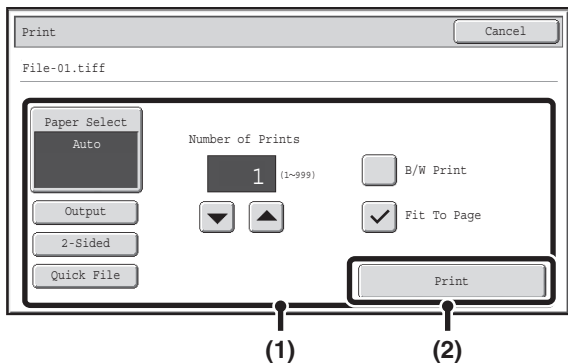 Print
Cancel
File-01.tiff
Paper Select
Auto
Number of Prints
1 (1~999)
B/W Print
Output
Fit To Page
2-Sided
Quick File
Print
(1)
(2)